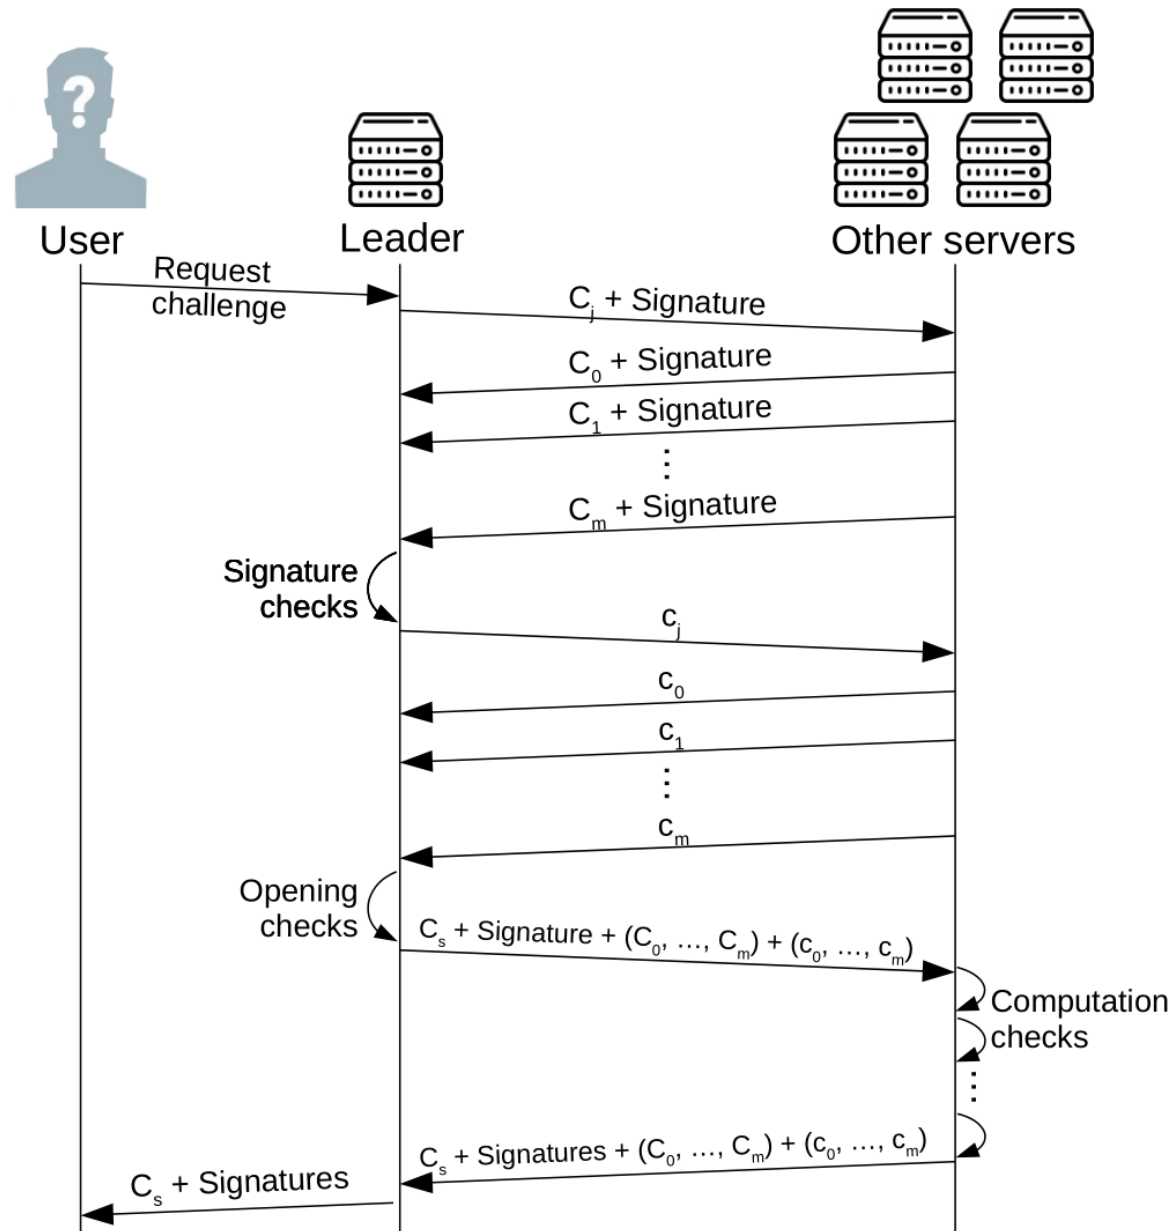 ?
User
Leader
Other servers
Request
challenge
Cⱼ + Signature
C₀ + Signature
C₁ + Signature
⋮
Cₘ + Signature
Signature
checks
cⱼ
c₀
c₁
⋮
cₘ
Opening
checks
Cₛ + Signature + (C₀, …, Cₘ) + (c₀, …, cₘ)
Computation
checks
⋮
Cₛ + Signatures + (C₀, …, Cₘ) + (c₀, …, cₘ)
Cₛ + Signatures